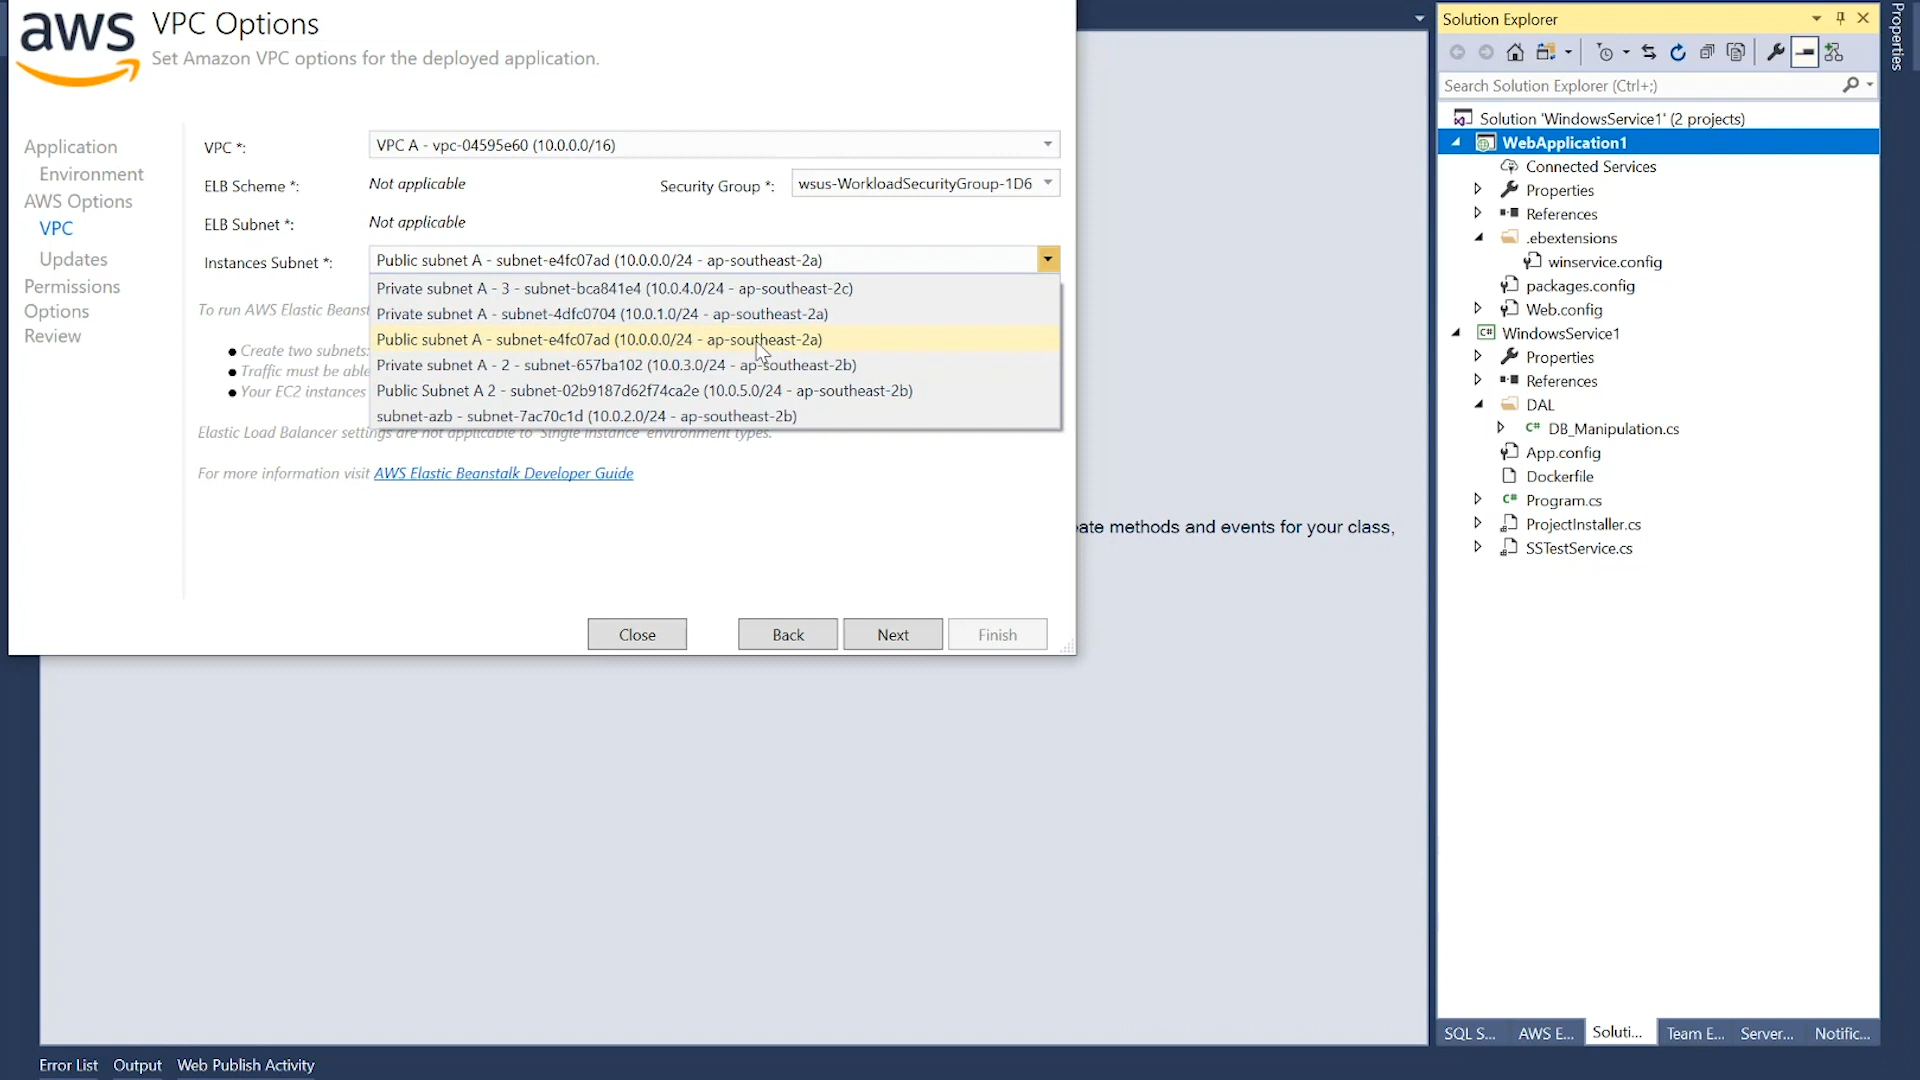 aws
VPC Options
Set Amazon VPC options for the deployed application.
Application
Environment
AWS Options
VPC
Updates
Permissions
Options
Review
VPC *:
VPC A - vpc-04595e60 (10.0.0.0/16)
ELB Scheme *:
Not applicable
Security Group *:
wsus-WorkloadSecurityGroup-1D6
ELB Subnet *:
Not applicable
Instances Subnet *:
Public subnet A - subnet-e4fc07ad (10.0.0.0/24 - ap-southeast-2a)
Private subnet A - 3 - subnet-bca841e4 (10.0.4.0/24 - ap-southeast-2c)
Private subnet A - subnet-4dfc0704 (10.0.1.0/24 - ap-southeast-2a)
Public subnet A - subnet-e4fc07ad (10.0.0.0/24 - ap-southeast-2a)
Private subnet A - 2 - subnet-657ba102 (10.0.3.0/24 - ap-southeast-2b)
Public Subnet A 2 - subnet-02b9187d62f74ca2e (10.0.5.0/24 - ap-southeast-2b)
subnet-azb - subnet-7ac70c1d (10.0.2.0/24 - ap-southeast-2b)
To run AWS Elastic Beanst
Create two subnets:
Traffic must be able
Your EC2 instances
Elastic Load Balancer settings are not applicable to 'Single Instance' environment types.
For more information visit AWS Elastic Beanstalk Developer Guide
Close
Back
Next
Finish
ate methods and events for your class,
Solution Explorer
Search Solution Explorer (Ctrl+;)
Solution 'WindowsService1' (2 projects)
WebApplication1
Connected Services
Properties
References
.ebextensions
winservice.config
packages.config
Web.config
C# WindowsService1
Properties
References
DAL
C# DB_Manipulation.cs
App.config
Dockerfile
C# Program.cs
ProjectInstaller.cs
SSTestService.cs
SQL S...
AWS E...
Soluti...
Team E...
Server...
Notific...
Properties
Error List
Output
Web Publish Activity